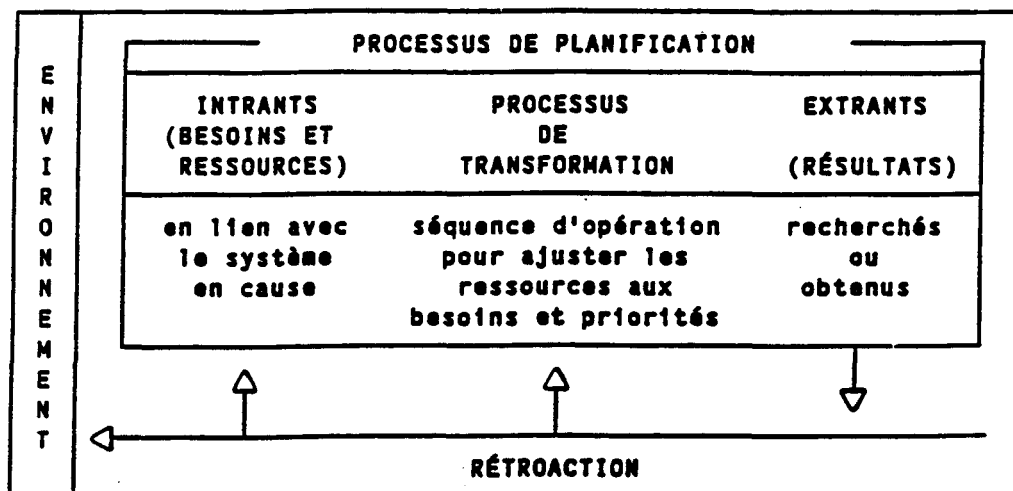 ENVIRONNEMENT
PROCESSUS DE PLANIFICATION
INTRANTS
(BESOINS ET
RESSOURCES)
PROCESSUS
DE
TRANSFORMATION
EXTRANTS
(RÉSULTATS)
en lien avec
le système
en cause
séquence d'opération
pour ajuster les
ressources aux
besoins et priorités
recherchés
ou
obtenus
RÉTROACTION